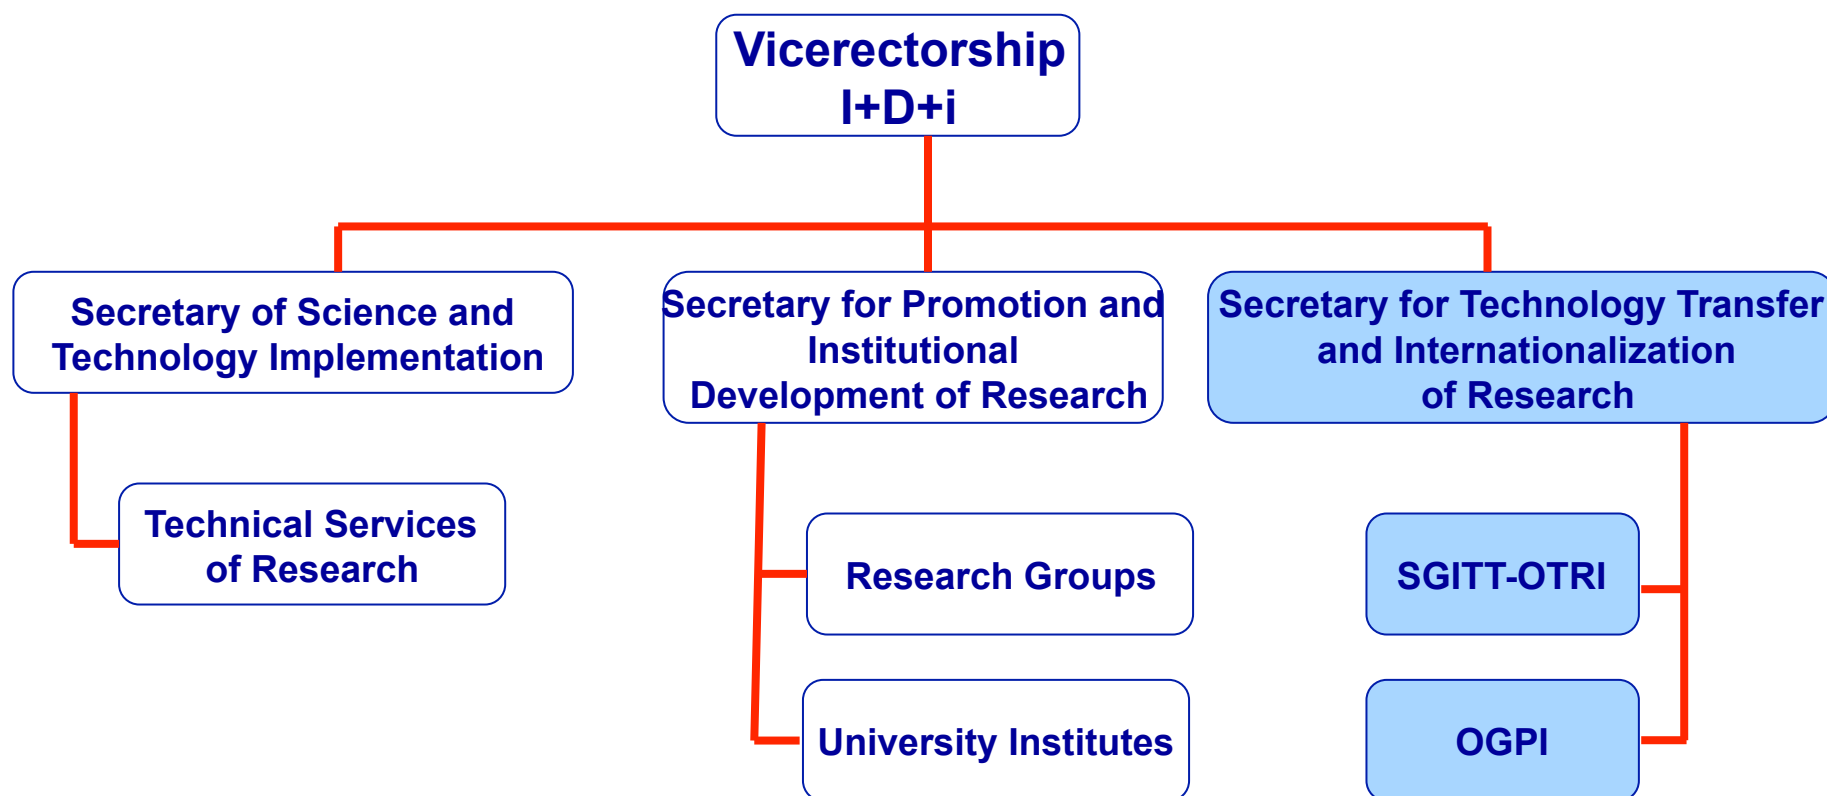 Vicerectorship
I+D+i
Secretary of Science and
Technology Implementation
Secretary for Promotion and
Institutional
Development of Research
Secretary for Technology Transfer
and Internationalization
of Research
Technical Services
of Research
Research Groups
SGITT-OTRI
University Institutes
OGPI